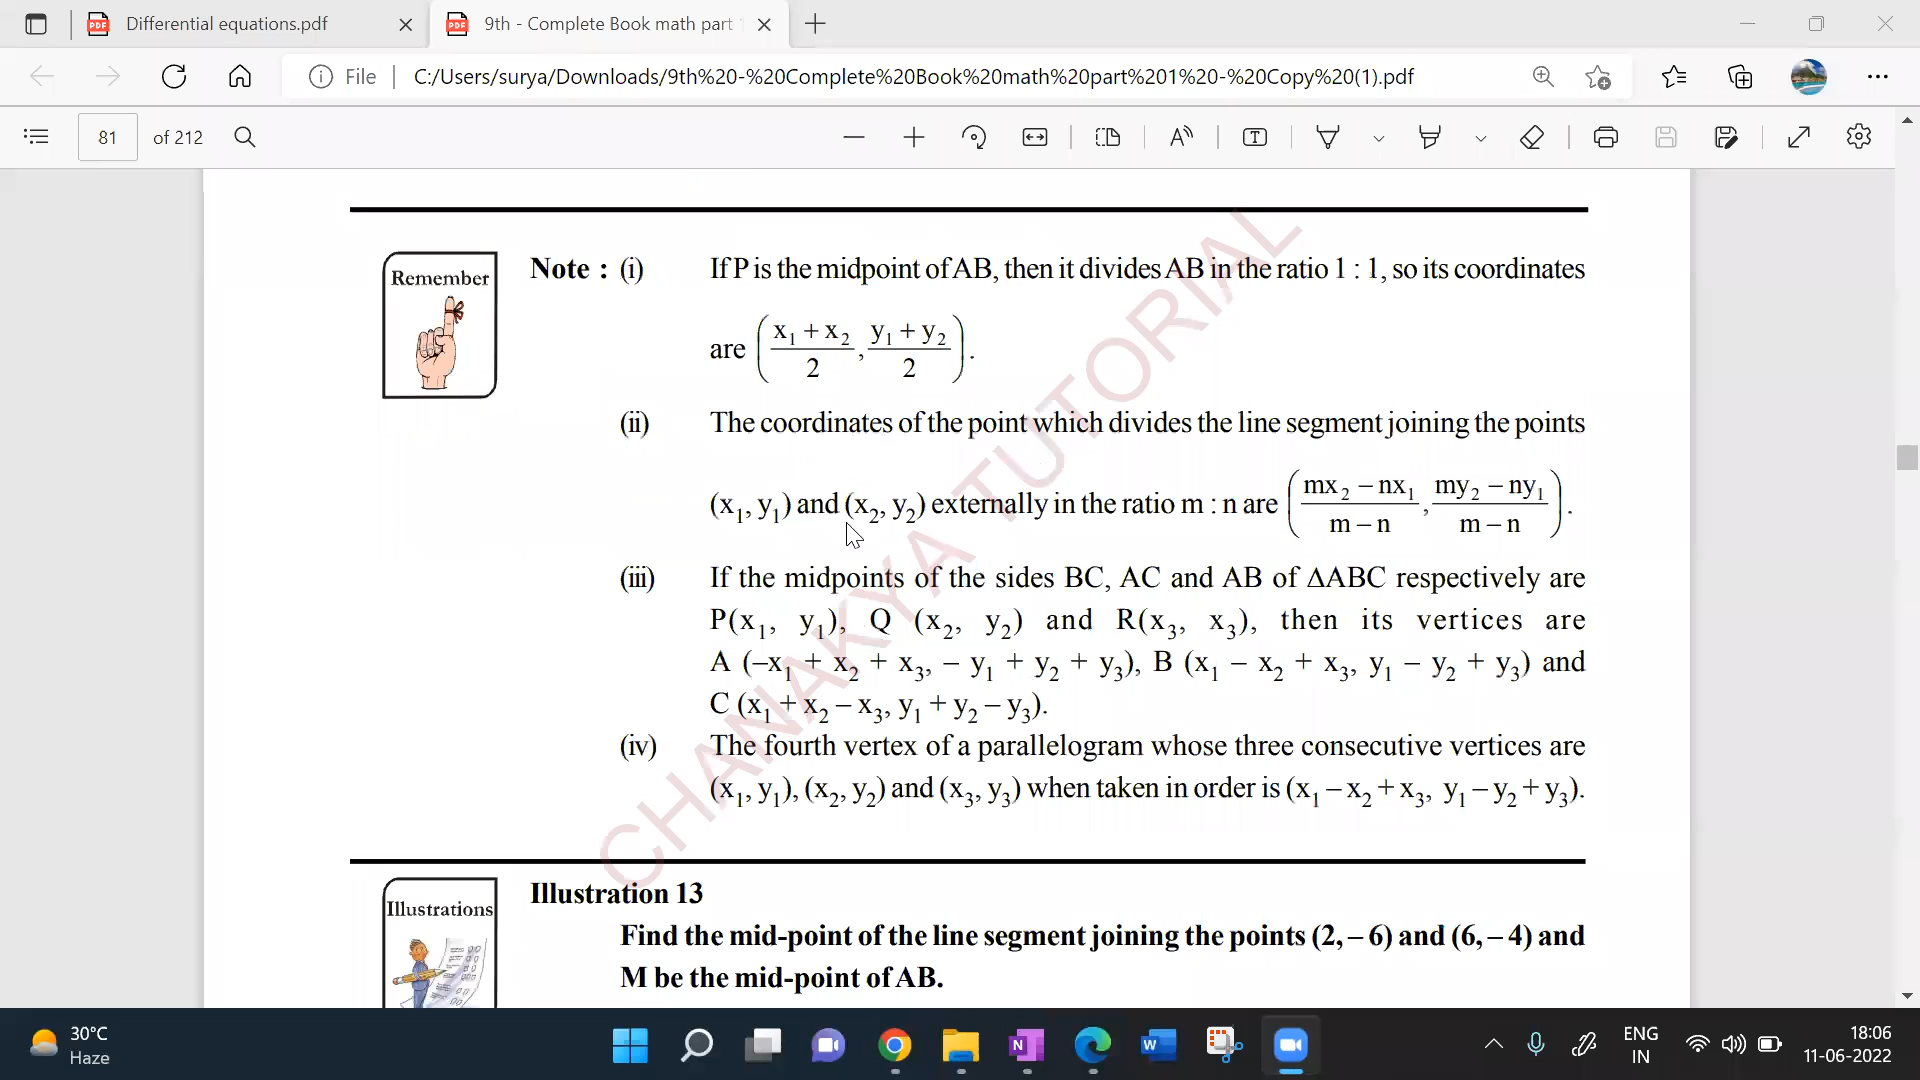 Differential equations.pdf
9th - Complete Book math part
File
C:/Users/surya/Downloads/9th%20-%20Complete%20Book%20math%20part%201%20-%20Copy%20(1).pdf
81 of 212
Remember
Note : (i) If P is the midpoint of AB, then it divides AB in the ratio 1 : 1, so its coordinates
are (x₁ + x₂ / 2, y₁ + y₂ / 2).
(ii) The coordinates of the point which divides the line segment joining the points
(x₁, y₁) and (x₂, y₂) externally in the ratio m : n are (mx₂ – nx₁ / m – n, my₂ – ny₁ / m – n).
(iii) If the midpoints of the sides BC, AC and AB of ΔABC respectively are
P(x₁, y₁), Q (x₂, y₂) and R(x₃, x₃), then its vertices are
A (–x₁ + x₂ + x₃, – y₁ + y₂ + y₃), B (x₁ – x₂ + x₃, y₁ – y₂ + y₃) and
C (x₁ + x₂ – x₃, y₁ + y₂ – y₃).
(iv) The fourth vertex of a parallelogram whose three consecutive vertices are
(x₁, y₁), (x₂, y₂) and (x₃, y₃) when taken in order is (x₁ – x₂ + x₃, y₁ – y₂ + y₃).
CHANAKYA TUTORIAL
Illustrations
Illustration 13
Find the mid-point of the line segment joining the points (2, – 6) and (6, – 4) and
M be the mid-point of AB.
30°C
Haze
ENG
IN
18:06
11-06-2022